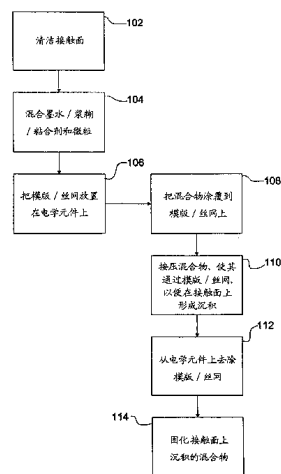 102
清洁接触面
104
混合墨水 / 浆糊
/ 粘合剂和微粒
106
把模版 / 丝网放置
在电学元件上
108
把混合物涂覆到
模版 / 丝网上
110
按压混合物、使其
通过模版 / 丝网，
以便在接触面上
形成沉积
112
从电学元件上去除
模版 / 丝网
114
固化接触面上
沉积的混合物